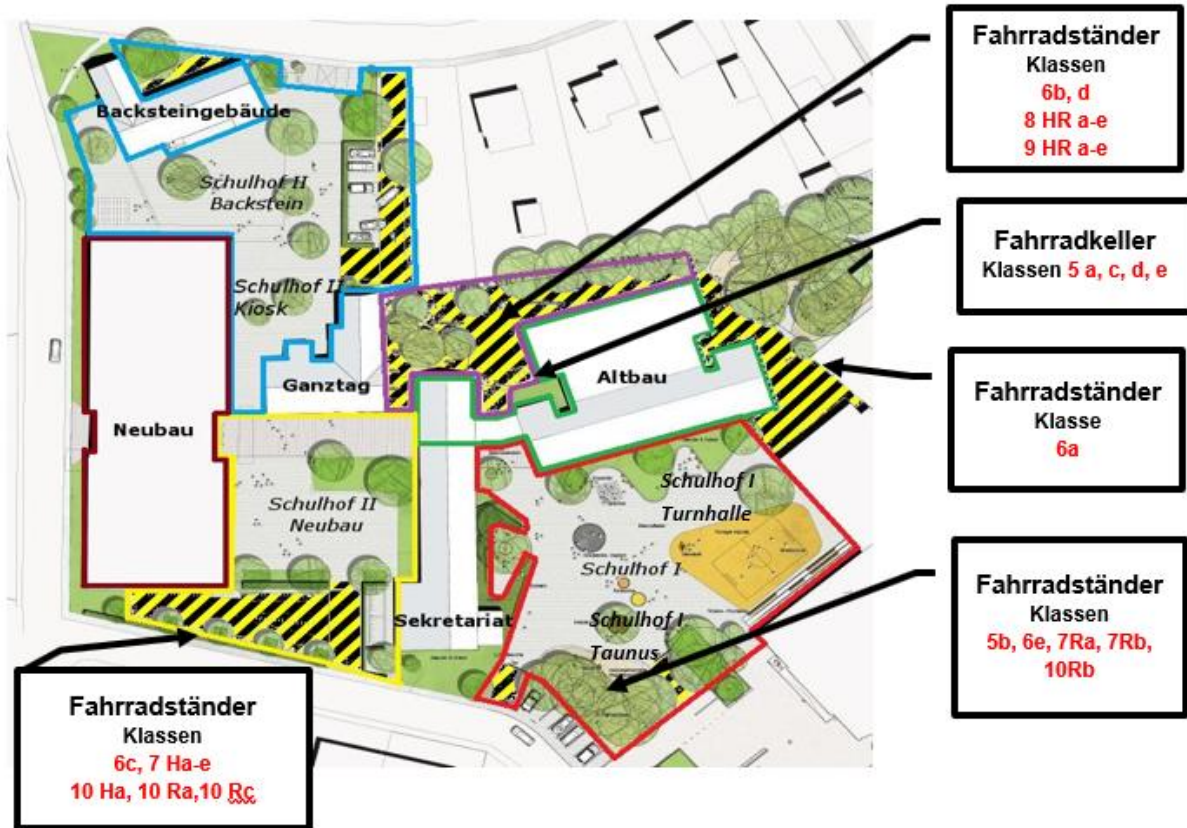 Fahrradständer
Klassen
6b, d
8 HR a-e
9 HR a-e
Backsteingebäude
Schulhof II
Backstein
Fahrradkeller
Klassen 5 a, c, d, e
Schulhof II
Kiosk
Ganztag
Altbau
Fahrradständer
Klasse
6a
Neubau
Schulhof II
Neubau
Schulhof I
Turnhalle
Schulhof I
Sekretariat
Schulhof I
Taunus
Fahrradständer
Klassen
5b, 6e, 7Ra, 7Rb,
10Rb
Fahrradständer
Klassen
6c, 7 Ha-e
10 Ha, 10 Ra,10 Rc